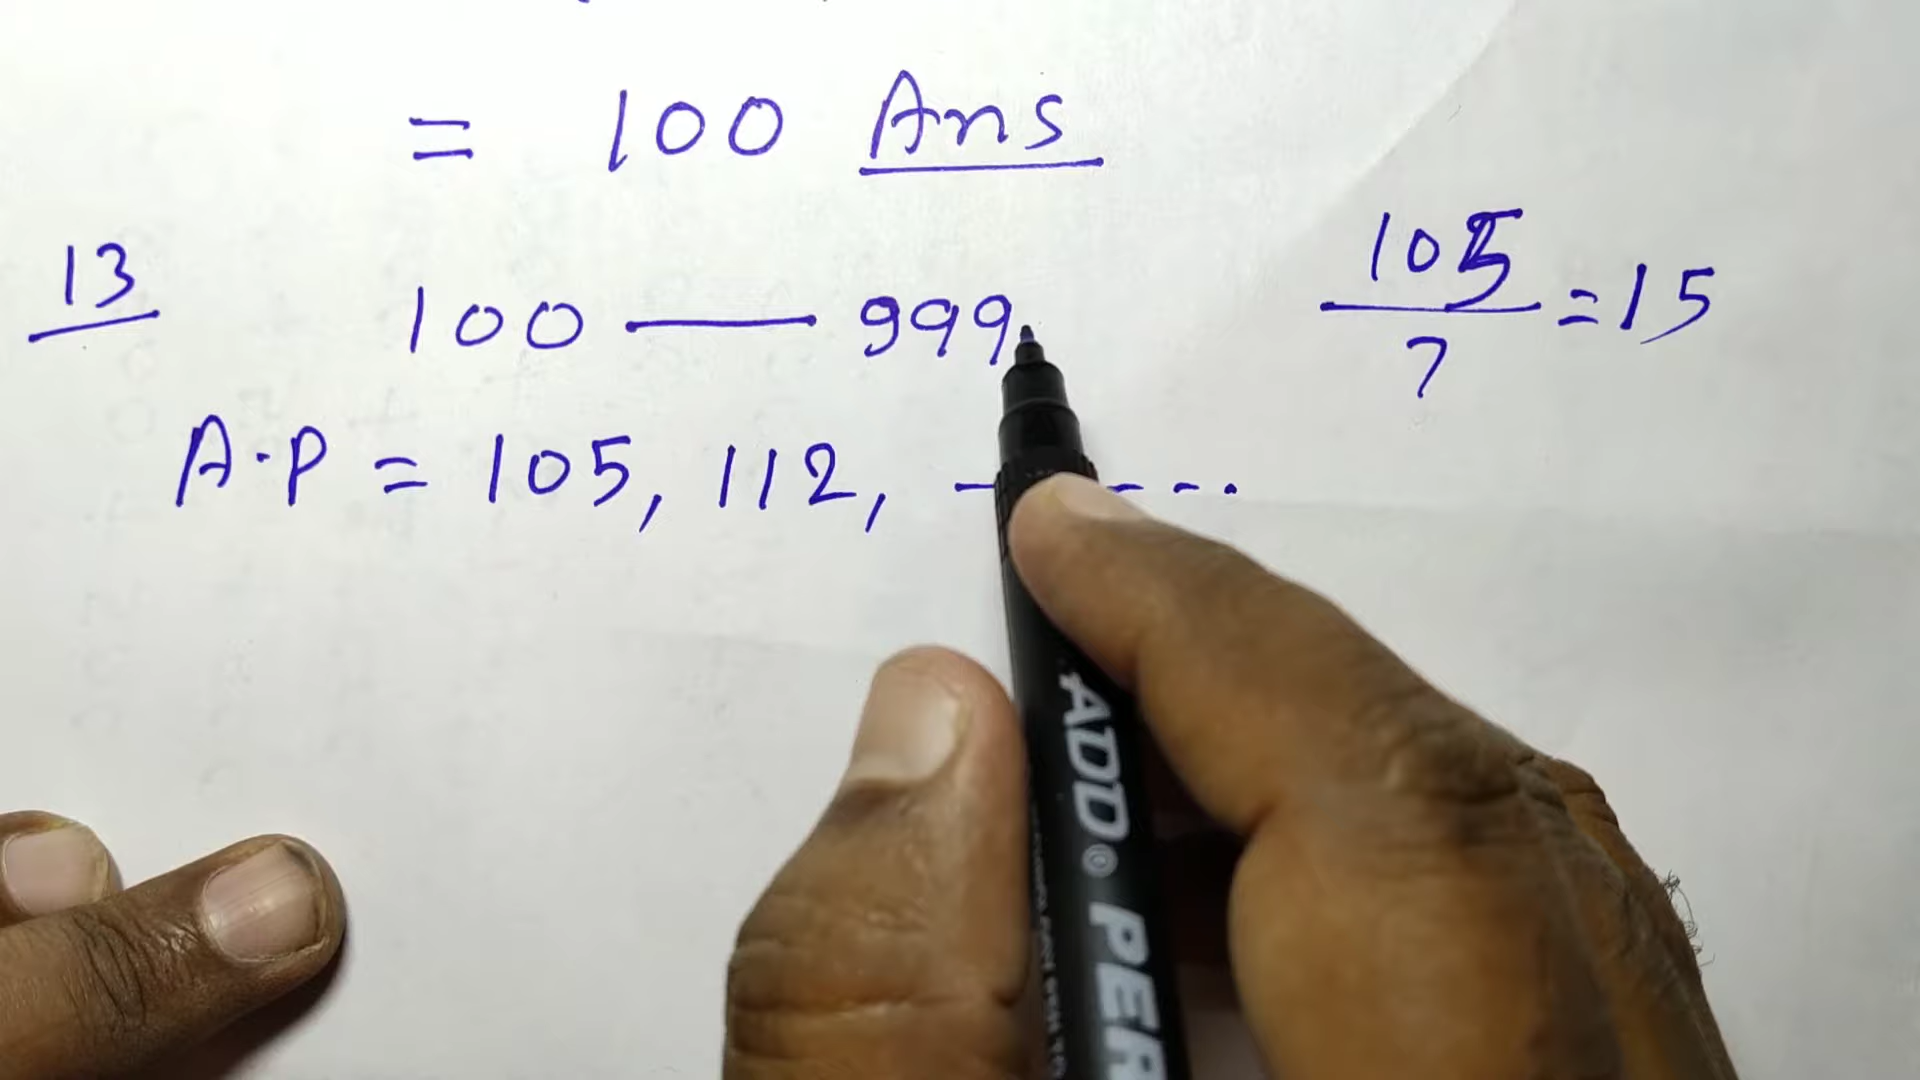 = 100 Ans
13 100 — 999
105/7 = 15
A.P = 105, 112, - - - - .
ADD© PER